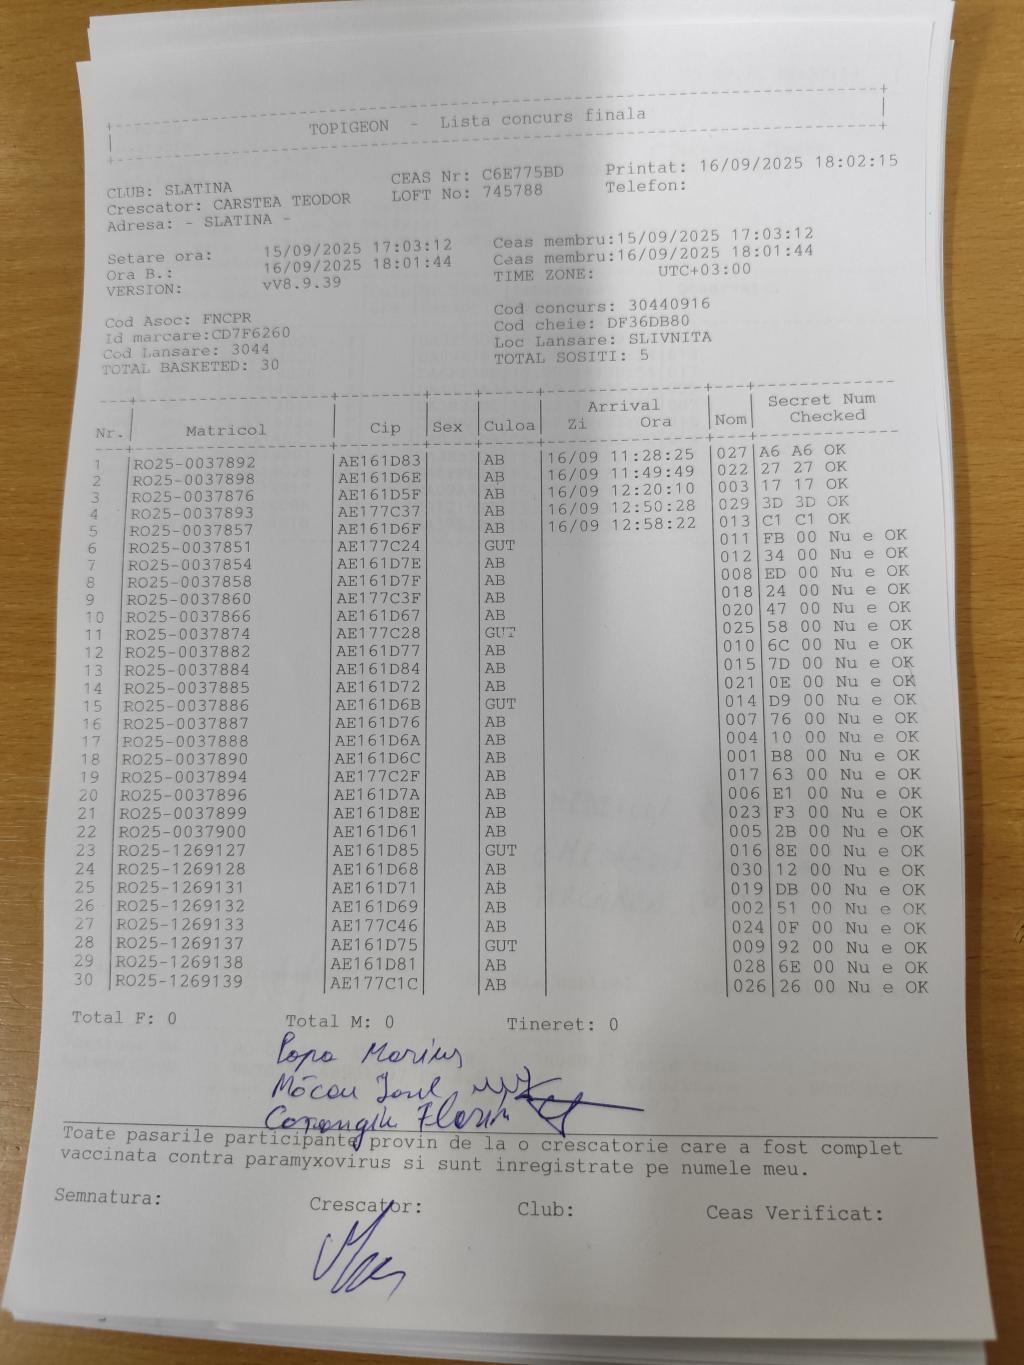 TOPIGEON - Lista concurs finala
CLUB: SLATINA CEAS Nr: C6E775BD Printat: 16/09/2025 18:02:15
Crescator: CARSTEA TEODOR LOFT No: 745788 Telefon:
Adresa: - SLATINA -
Setare ora: 15/09/2025 17:03:12 Ceas membru:15/09/2025 17:03:12
Ora B.: 16/09/2025 18:01:44 Ceas membru:16/09/2025 18:01:44
VERSION: vV8.9.39 TIME ZONE: UTC+03:00
Cod Asoc: FNCPR Cod concurs: 30440916
Id marcare:CD7F6260 Cod cheie: DF36DB80
Cod Lansare: 3044 Loc Lansare: SLIVNITA
TOTAL BASKETED: 30 TOTAL SOSITI: 5
Nr. Matricol Cip Sex Culoa Arrival Zi Ora Nom Secret Num Checked
1 RO25-0037892 AE161D83 AB 16/09 11:28:25 027 A6 A6 OK
2 RO25-0037898 AE161D6E AB 16/09 11:49:49 022 27 27 OK
3 RO25-0037876 AE161D5F AB 16/09 12:20:10 003 17 17 OK
4 RO25-0037893 AE177C37 AB 16/09 12:50:28 029 3D 3D OK
5 RO25-0037857 AE161D6F AB 16/09 12:58:22 013 C1 C1 OK
6 RO25-0037851 AE177C24 GUT 011 FB 00 Nu e OK
7 RO25-0037854 AE161D7E AB 012 34 00 Nu e OK
8 RO25-0037858 AE161D7F AB 008 ED 00 Nu e OK
9 RO25-0037860 AE177C3F AB 018 24 00 Nu e OK
10 RO25-0037866 AE161D67 AB 020 47 00 Nu e OK
11 RO25-0037874 AE177C28 GUT 025 58 00 Nu e OK
12 RO25-0037882 AE161D77 AB 010 6C 00 Nu e OK
13 RO25-0037884 AE161D84 AB 015 7D 00 Nu e OK
14 RO25-0037885 AE161D72 AB 021 0E 00 Nu e OK
15 RO25-0037886 AE161D6B GUT 014 D9 00 Nu e OK
16 RO25-0037887 AE161D76 AB 007 76 00 Nu e OK
17 RO25-0037888 AE161D6A AB 004 10 00 Nu e OK
18 RO25-0037890 AE161D6C AB 001 B8 00 Nu e OK
19 RO25-0037894 AE177C2F AB 017 63 00 Nu e OK
20 RO25-0037896 AE161D7A AB 006 E1 00 Nu e OK
21 RO25-0037899 AE161D8E AB 023 F3 00 Nu e OK
22 RO25-0037900 AE161D61 AB 005 2B 00 Nu e OK
23 RO25-1269127 AE161D85 GUT 016 8E 00 Nu e OK
24 RO25-1269128 AE161D68 AB 030 12 00 Nu e OK
25 RO25-1269131 AE161D71 AB 019 DB 00 Nu e OK
26 RO25-1269132 AE161D69 AB 002 51 00 Nu e OK
27 RO25-1269133 AE177C46 AB 024 0F 00 Nu e OK
28 RO25-1269137 AE161D75 GUT 009 92 00 Nu e OK
29 RO25-1269138 AE161D81 AB 028 6E 00 Nu e OK
30 RO25-1269139 AE177C1C AB 026 26 00 Nu e OK
Total F: 0 Total M: 0 Tineret: 0
Popa Marius
Florin
Toate pasarile participante provin de la o crescatorie care a fost complet
vaccinata contra paramyxovirus si sunt inregistrate pe numele meu.
Semnatura: Crescator: Club: Ceas Verificat: